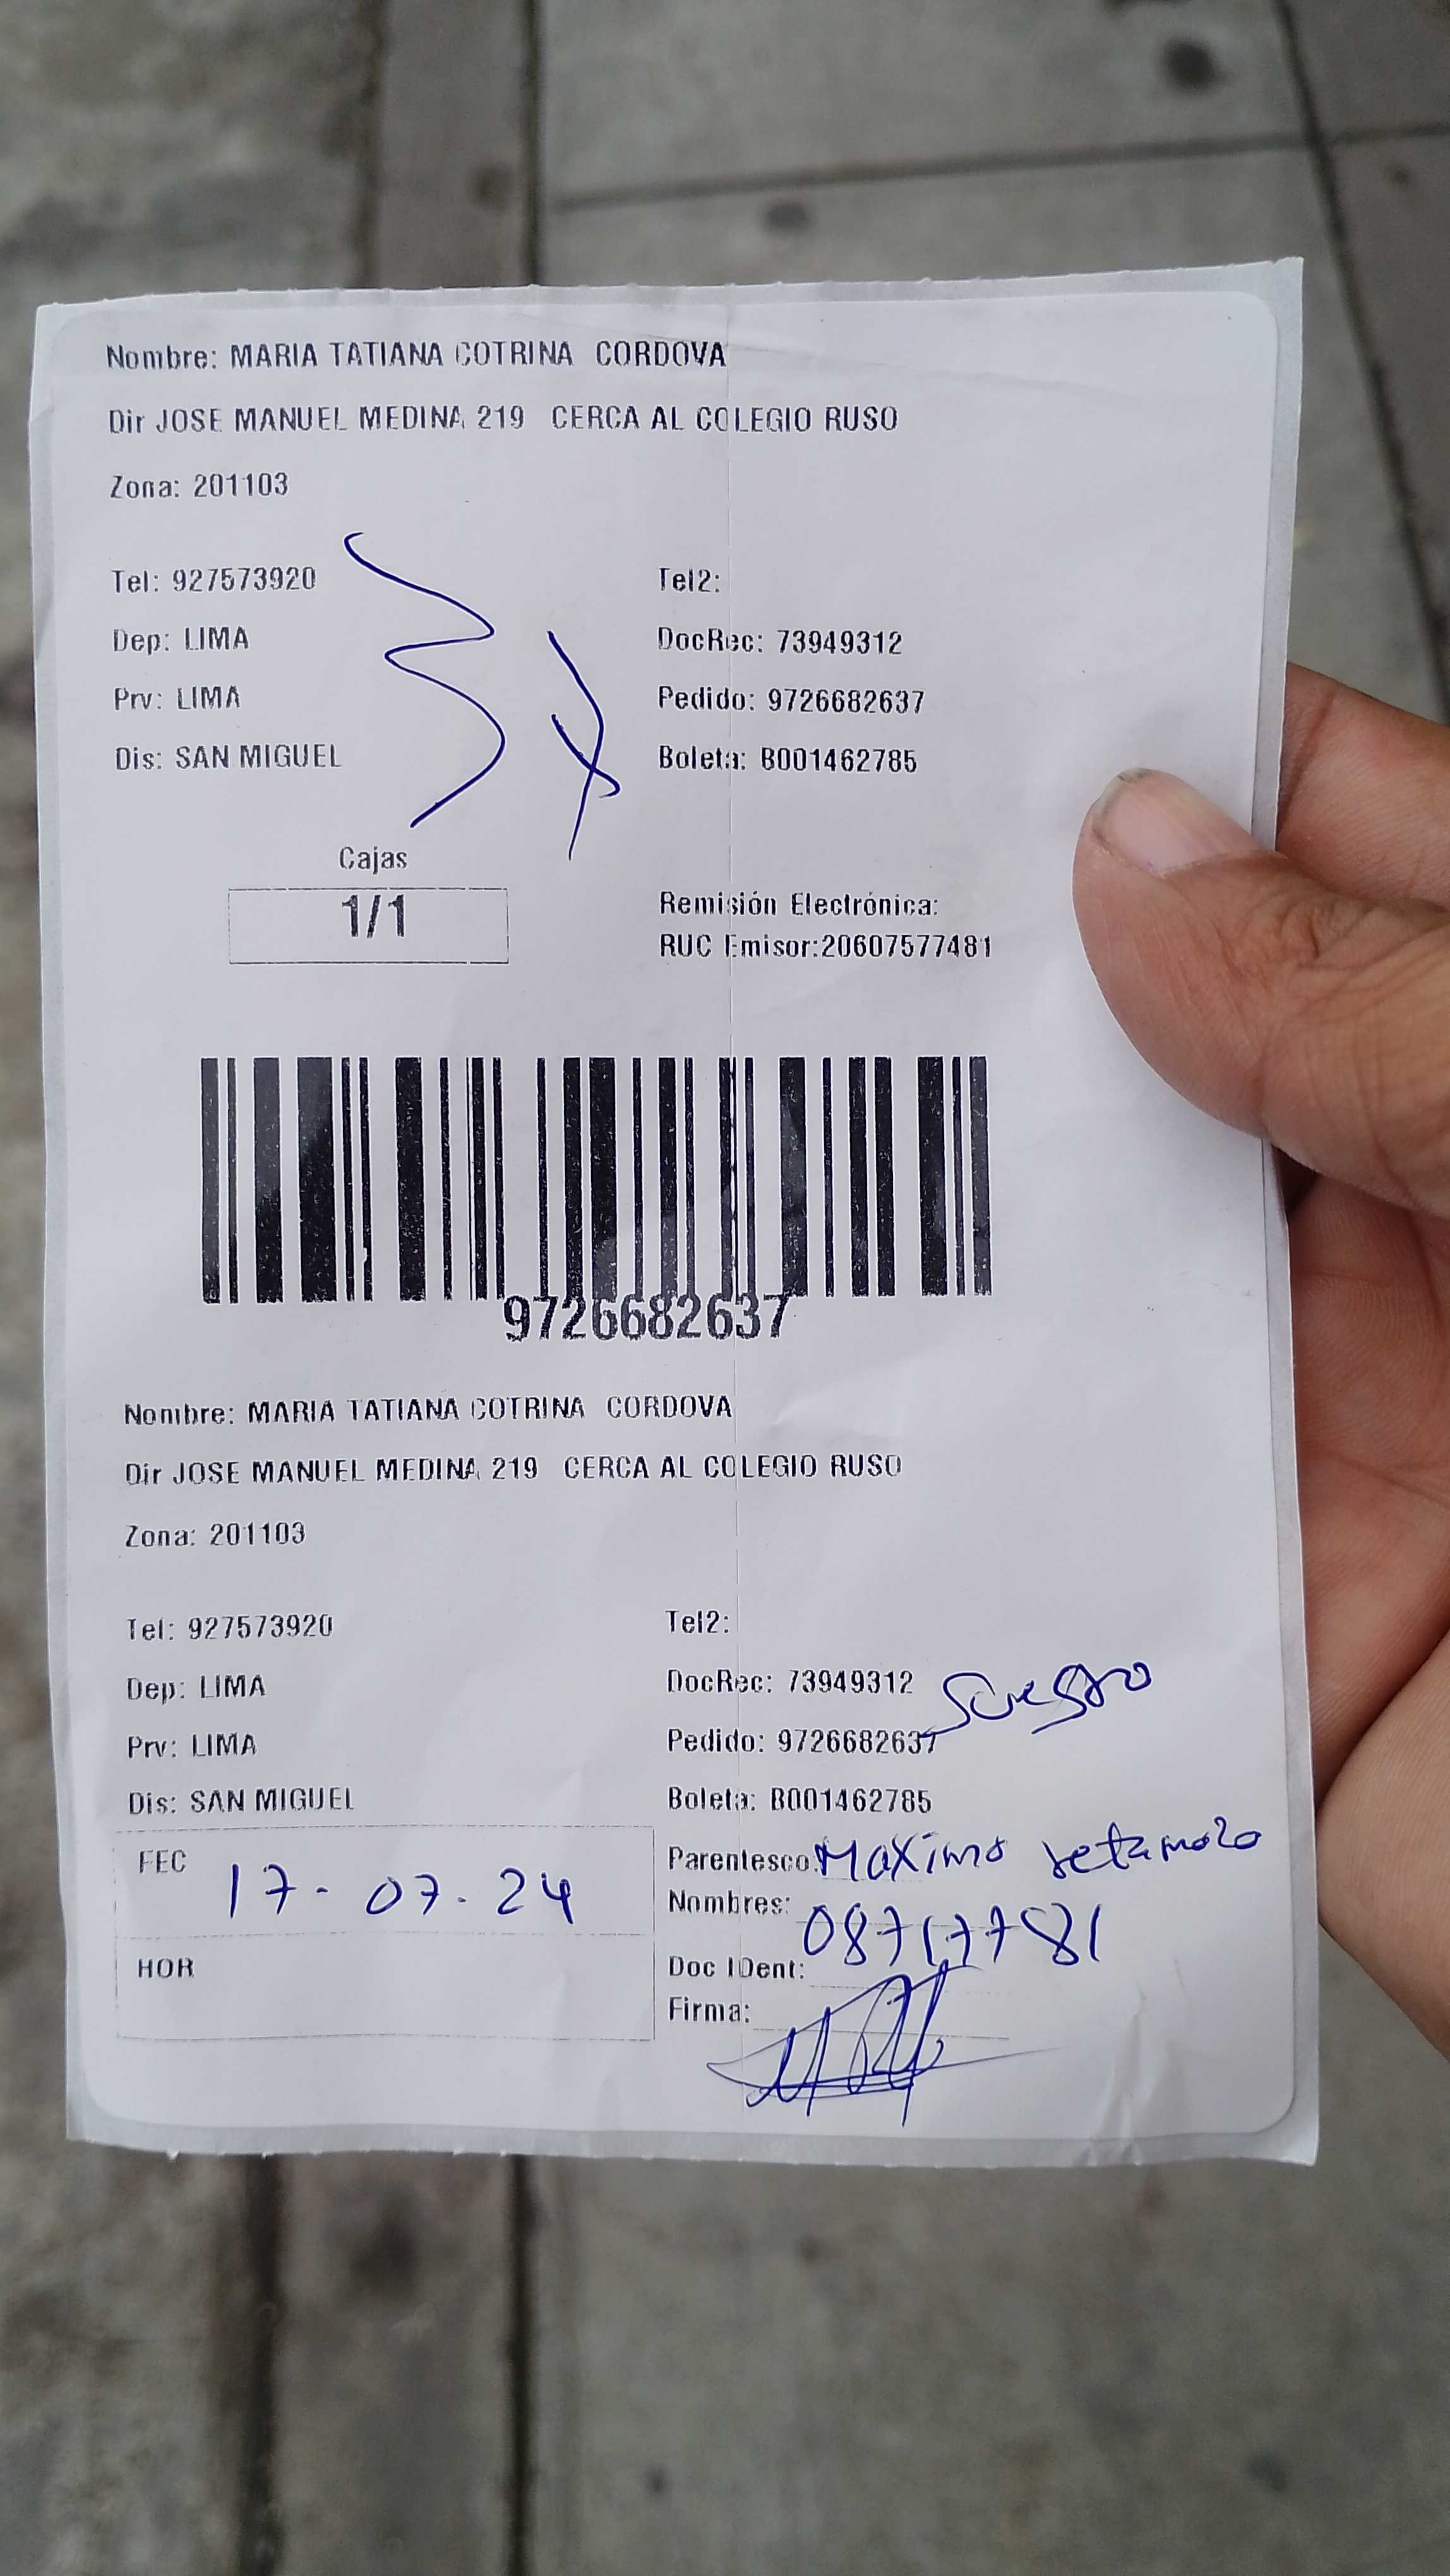 Nombre: MARIA TATIANA COTRINA CORDOVA
Dir JOSE MANUEL MEDINA 219 CERCA AL COLEGIO RUSO
Zona: 201103
Tel: 927573920 Tel2:
Dep: LIMA DocRec: 73949312
Prv: LIMA Pedido: 9726682637
Dis: SAN MIGUEL Boleta: B001462785
Cajas
1/1
Remisión Electrónica:
RUC Emisor:20607577481
9726682637
Nombre: MARIA TATIANA COTRINA CORDOVA
Dir JOSE MANUEL MEDINA 219 CERCA AL COLEGIO RUSO
Zona: 201103
Tel: 927573920 Tel2:
Dep: LIMA DocRec: 73949312 suegro
Prv: LIMA Pedido: 9726682637
Dis: SAN MIGUEL Boleta: B001462785
FEC 17-07-24 Parentesco: Maximo retamozo
Nombres: 08717781
HOR Doc IDent:
Firma: